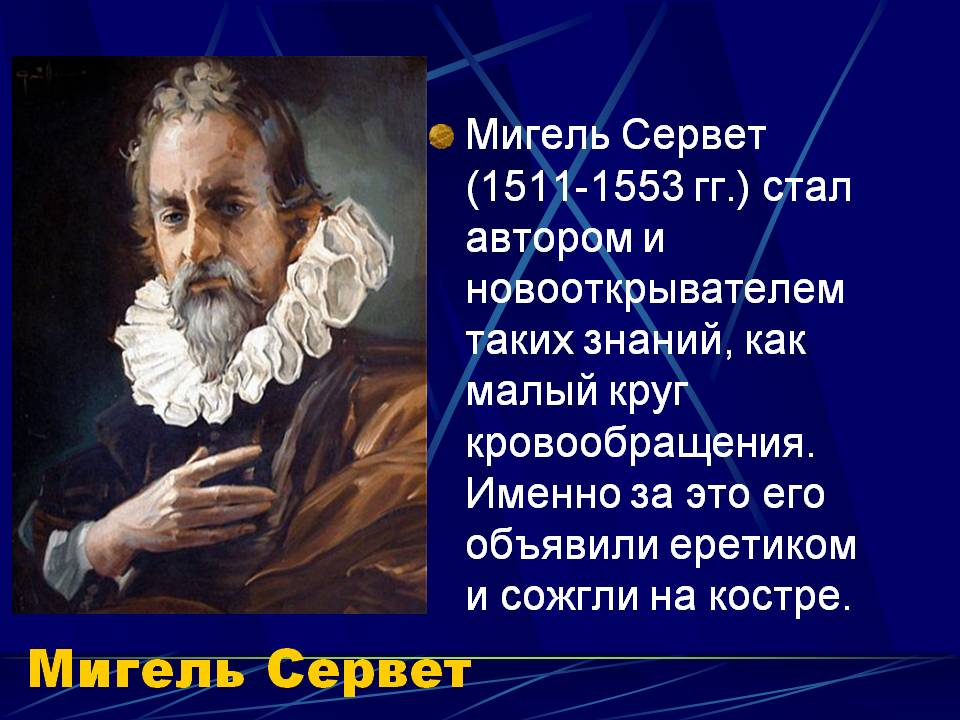 Мигель Сервет
(1511-1553 гг.) стал
автором и
новооткрывателем
таких знаний, как
малый круг
кровообращения.
Именно за это его
объявили еретиком
и сожгли на костре.
Мигель Сервет